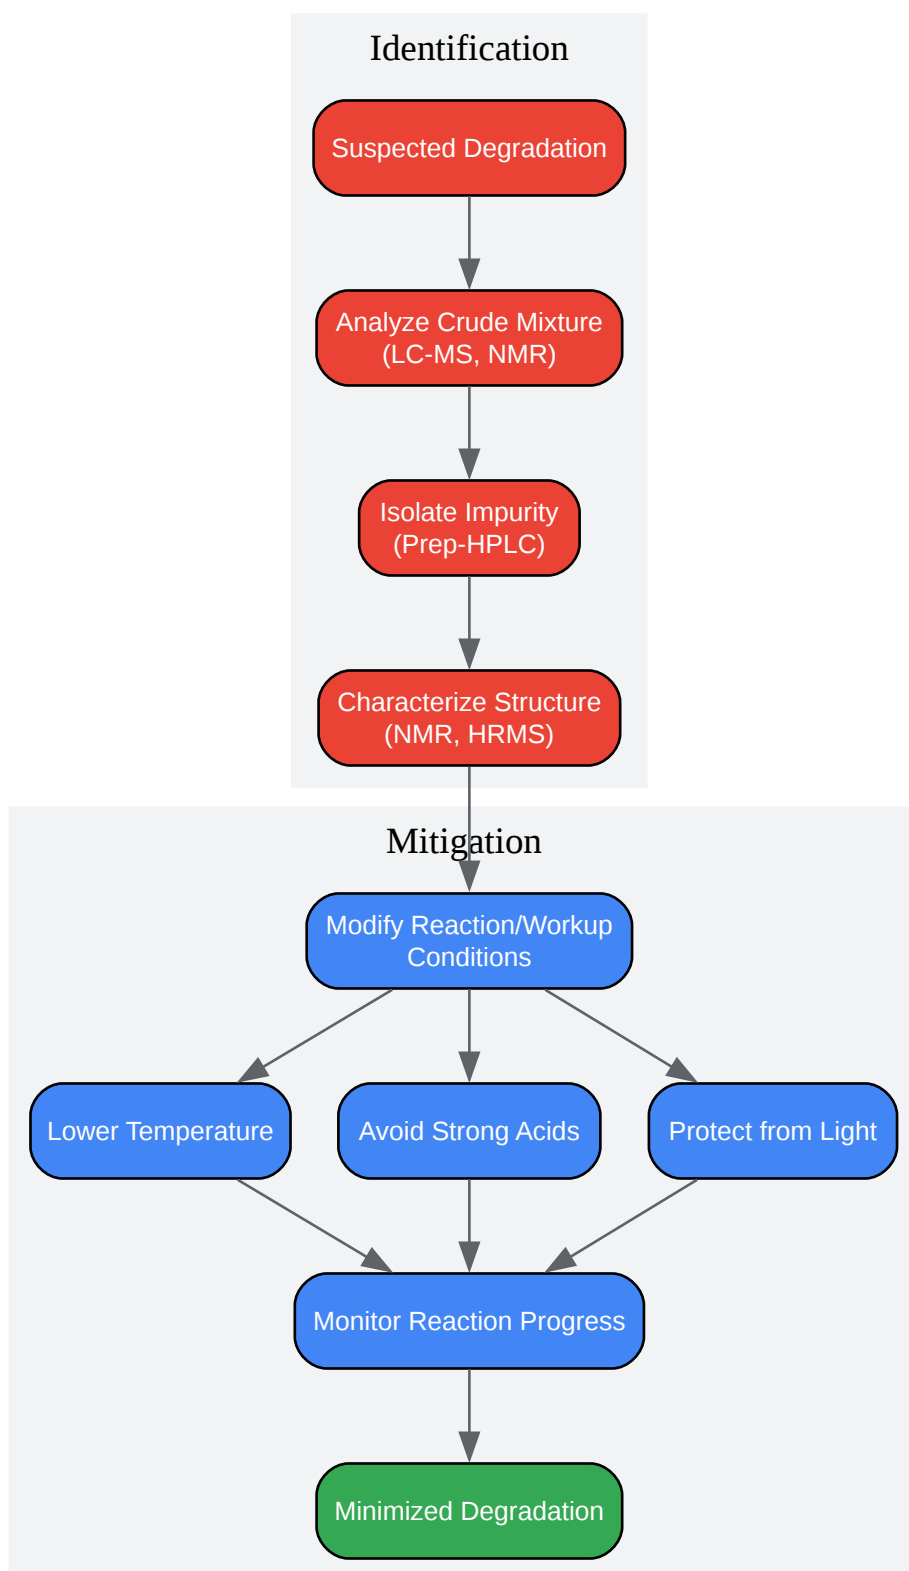 Identification
Suspected Degradation
Analyze Crude Mixture
(LC-MS, NMR)
Isolate Impurity
(Prep-HPLC)
Characterize Structure
(NMR, HRMS)
Mitigation
Modify Reaction/Workup
Conditions
Lower Temperature
Avoid Strong Acids
Protect from Light
Monitor Reaction Progress
Minimized Degradation